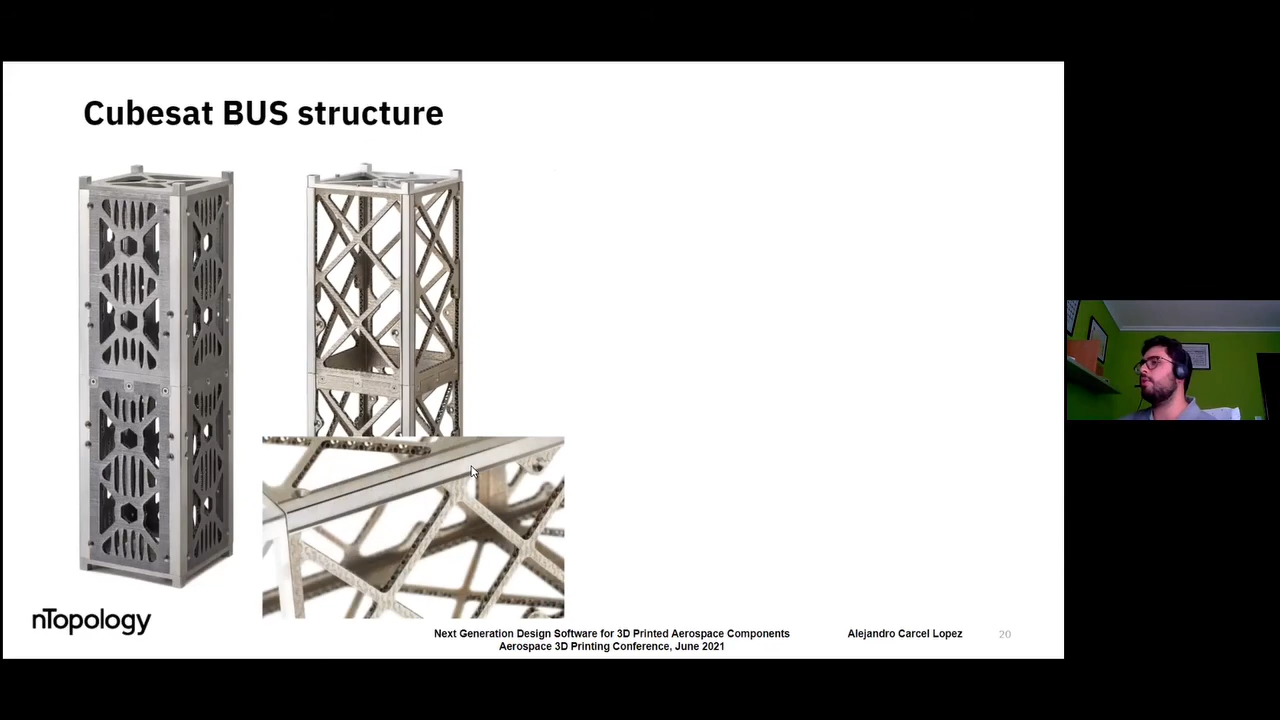 Cubesat BUS structure
nTopology
Next Generation Design Software for 3D Printed Aerospace Components
Aerospace 3D Printing Conference, June 2021
Alejandro Carcel Lopez
20